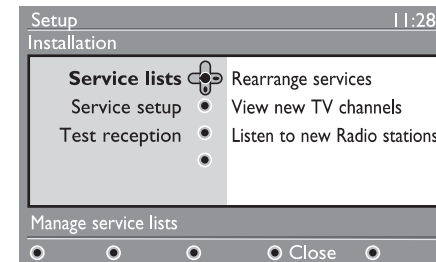 Setup 11:28
Installation
Service lists Rearrange services
Service setup View new TV channels
Test reception Listen to new Radio stations
Manage service lists
Close